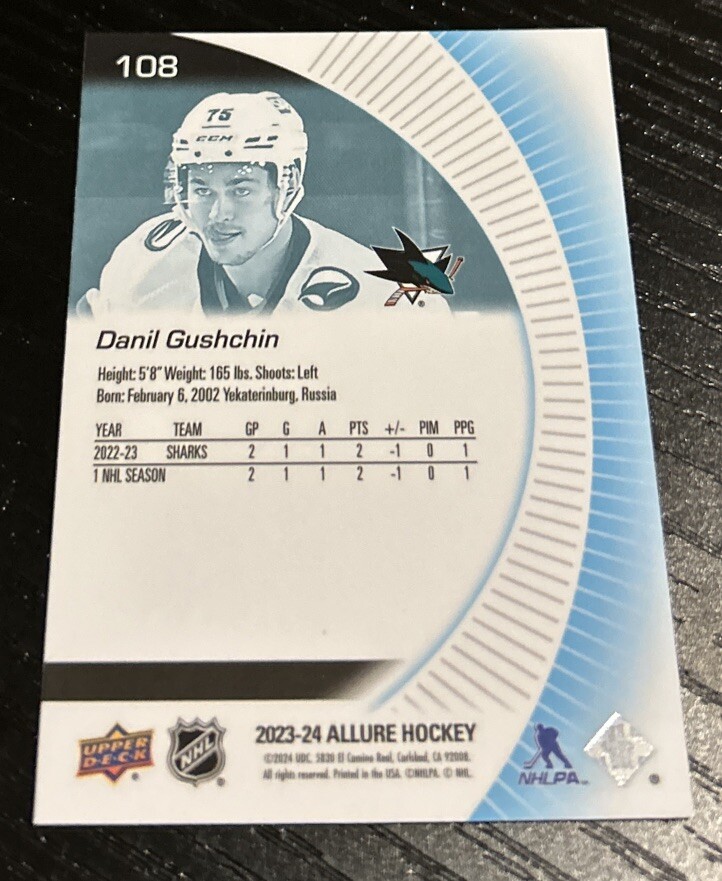 108
75
CCM
Danil Gushchin
Height: 5'8" Weight: 165 lbs. Shoots: Left
Born: February 6, 2002 Yekaterinburg, Russia
YEAR TEAM GP G A PTS +/- PIM PPG
2022-23 SHARKS 2 1 1 2 -1 0 1
1 NHL SEASON 2 1 1 2 -1 0 1
2023-24 ALLURE HOCKEY
©2024 UDC. 5830 El Camino Real, Carlsbad, CA 92008.
All rights reserved. Printed in the USA. ©NHLPA. © NHL.
UPPER
D·E·C·K
NHL
NHLPA